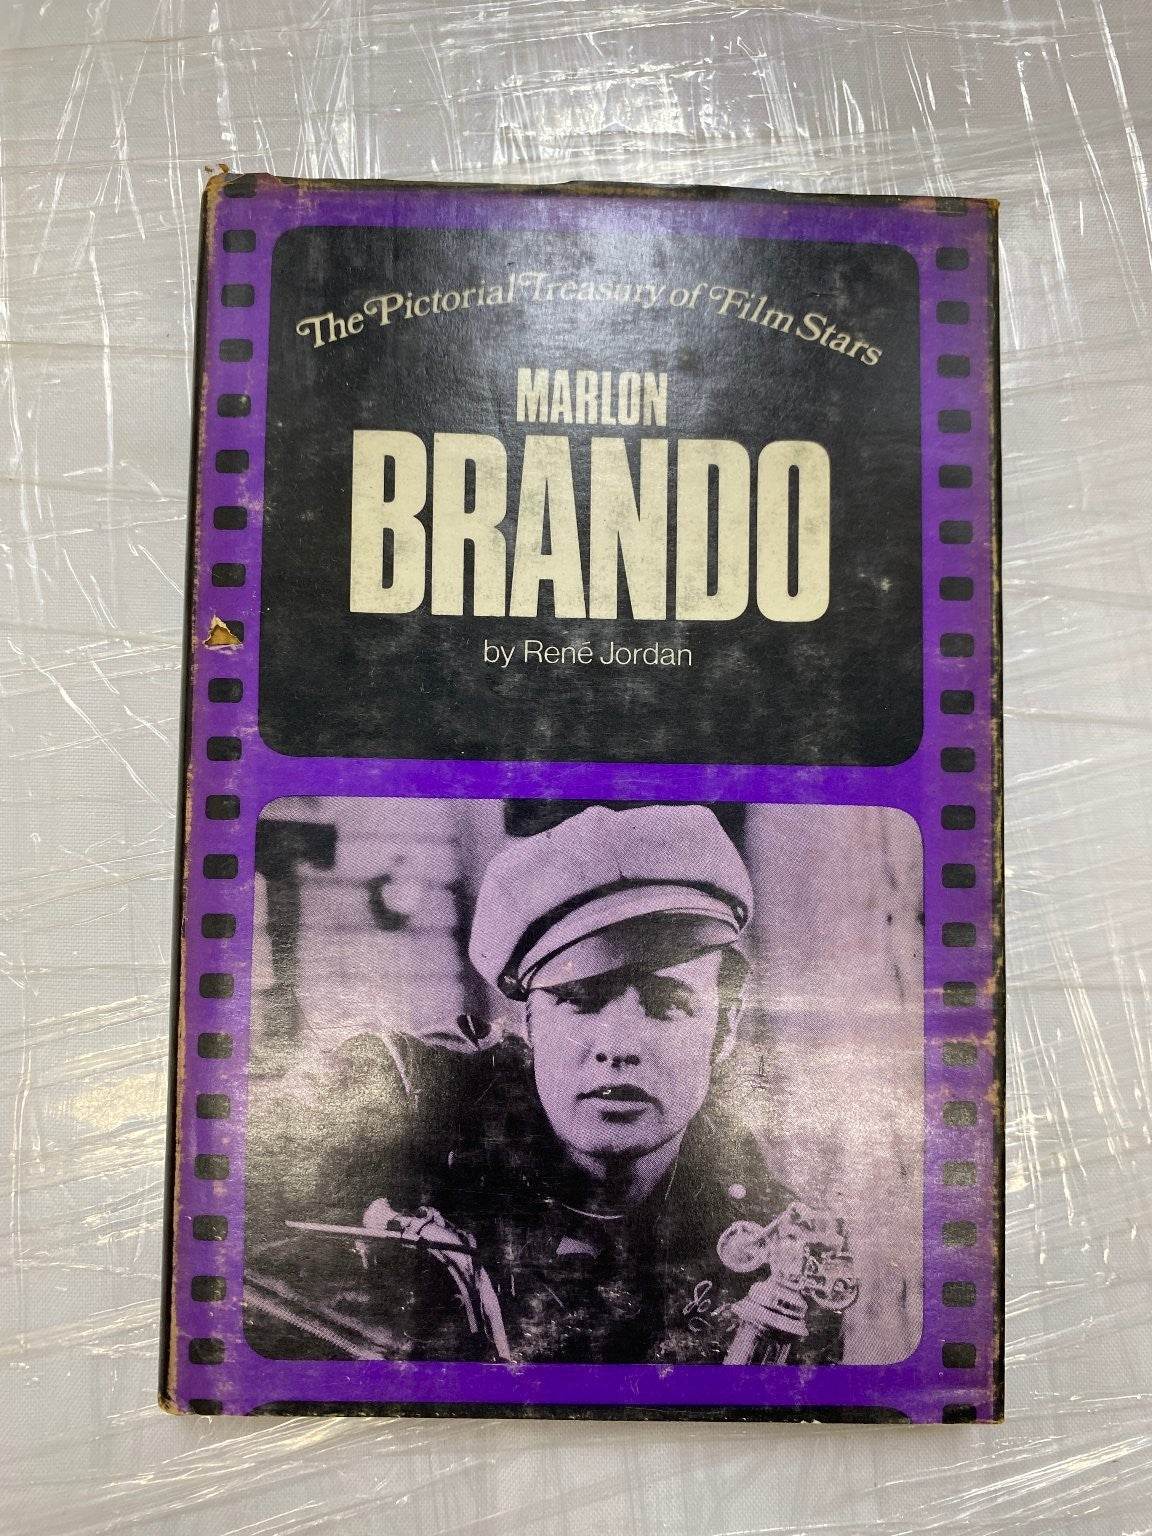 The Pictorial Treasury of Film Stars
MARLON
BRANDO
by René Jordan